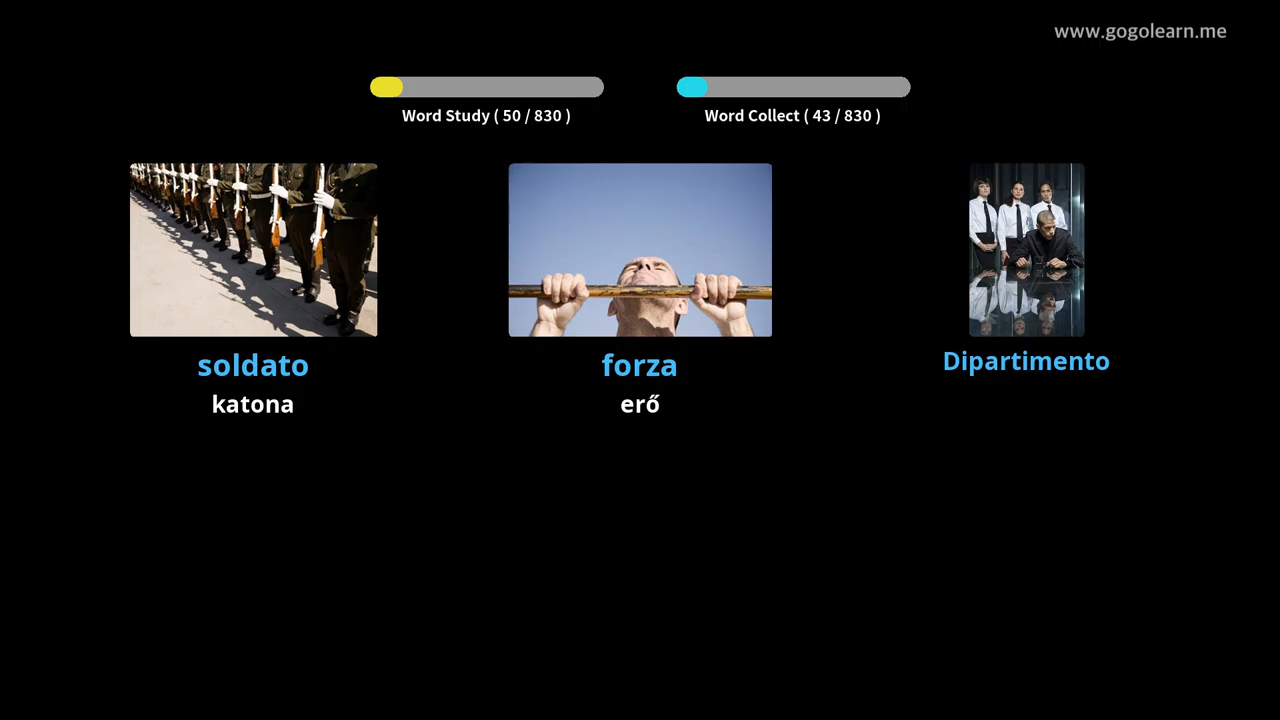 www.gogolearn.me
Word Study ( 50 / 830 )
Word Collect ( 43 / 830 )
soldato
katona
forza
erő
Dipartimento